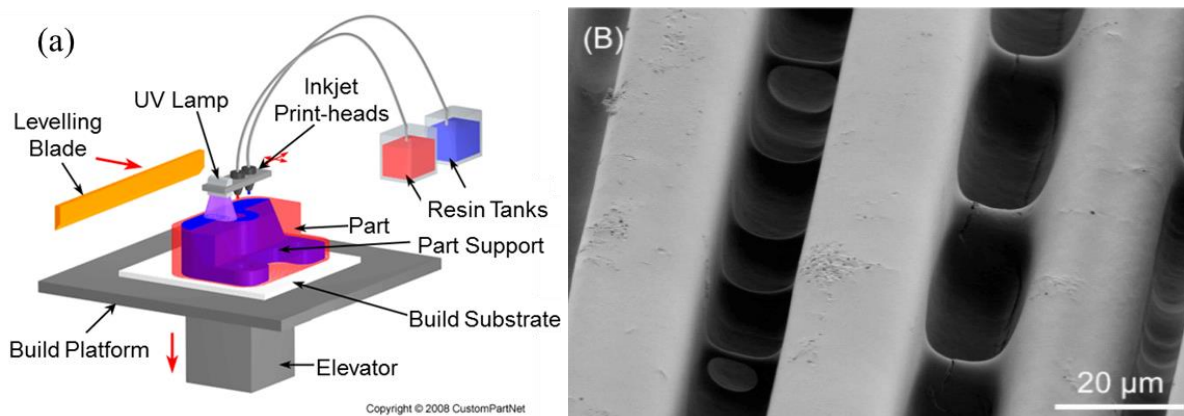 (a)
UV Lamp
Inkjet
Print-heads
Levelling
Blade
Resin Tanks
Part
Part Support
Build Substrate
Build Platform
Elevator
Copyright © 2008 CustomPartNet
(B)
20 µm